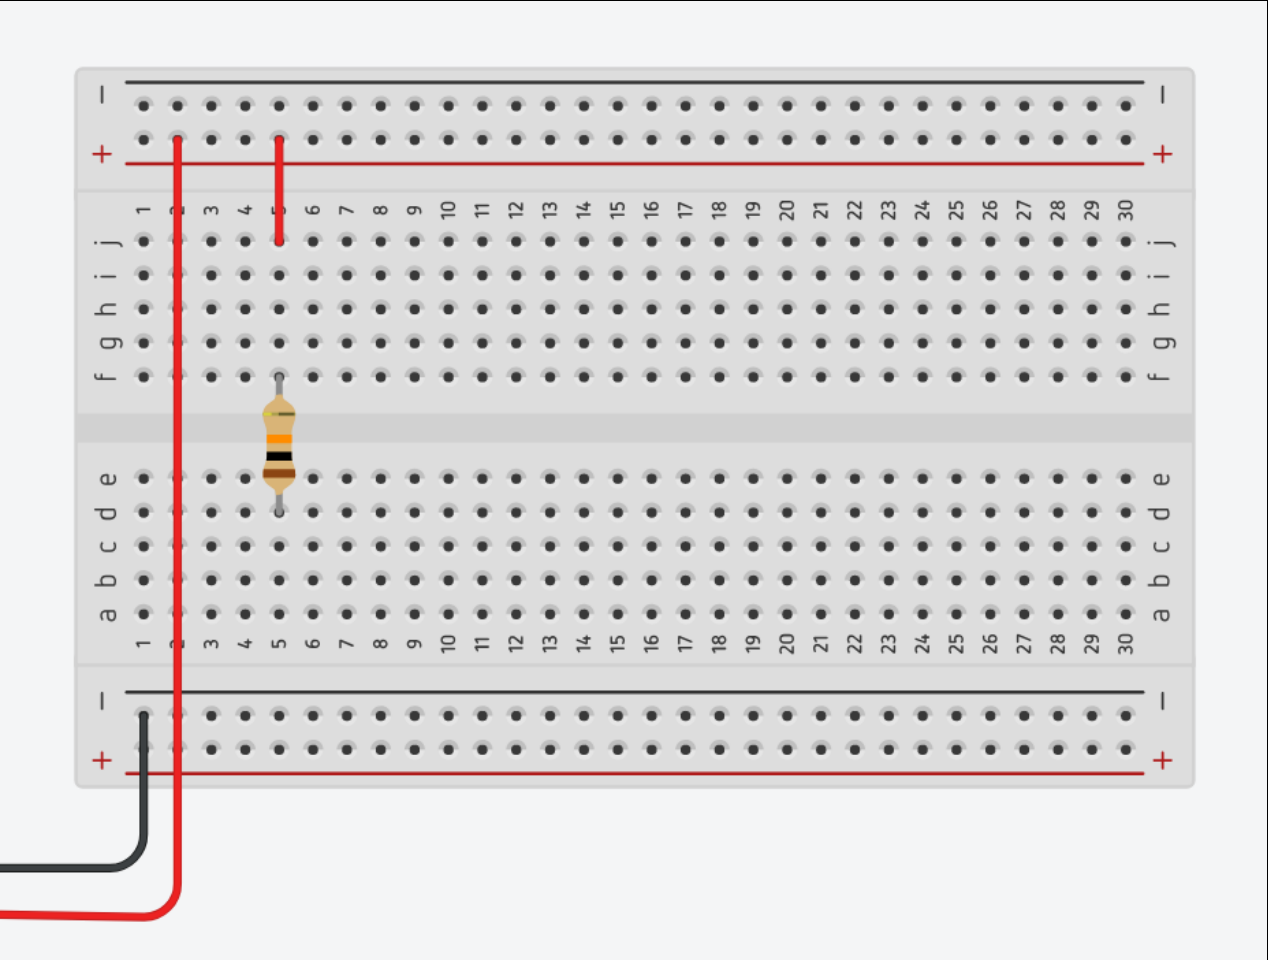 − −
+ +
1 2 3 4 5 6 7 8 9 10 11 12 13 14 15 16 17 18 19 20 21 22 23 24 25 26 27 28 29 30
j j
i i
h h
g g
f f
e e
d d
c c
b b
a a
1 2 3 4 5 6 7 8 9 10 11 12 13 14 15 16 17 18 19 20 21 22 23 24 25 26 27 28 29 30
− −
+ +